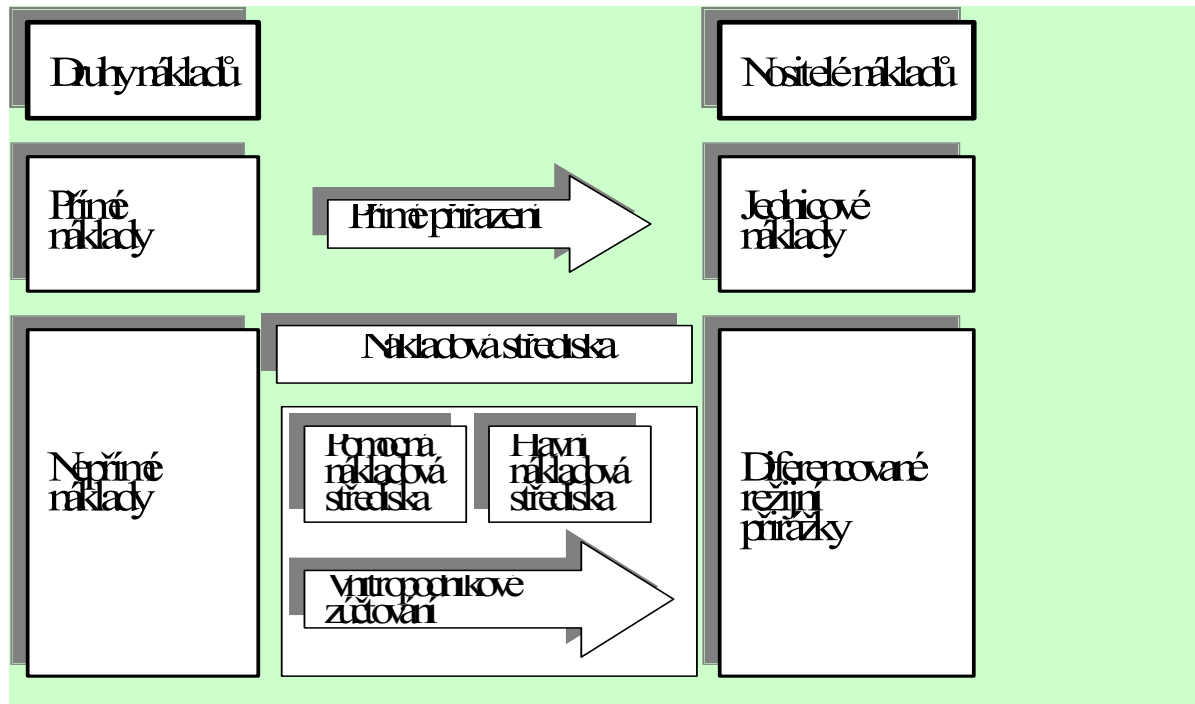 Druhy nákladů
Nositelé nákladů
Přímé
náklady
Přímé přiřazení
Jednicové
náklady
Nákladová střediska
Nepřímé
náklady
Pomocná
nákladová
střediska
Hlavní
nákladová
střediska
Vnitropodnikové
zúčtování
Diferencované
režijní
přirážky